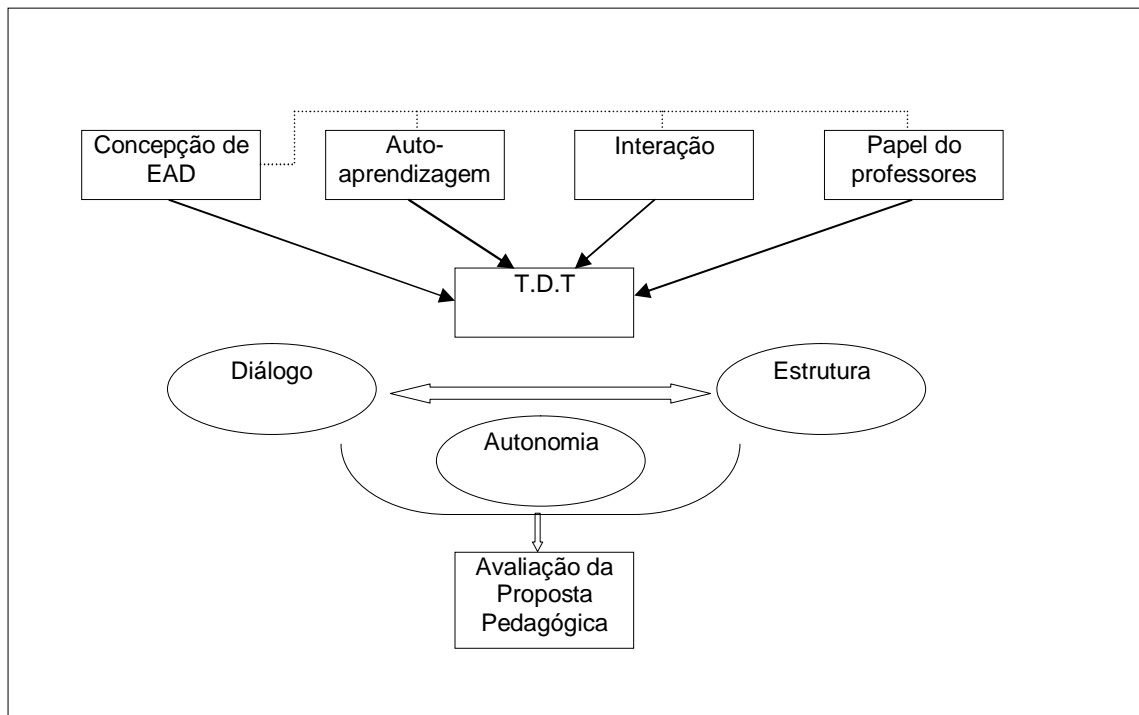 Concepção de
EAD
Auto-
aprendizagem
Interação
Papel do
professores
T.D.T
Diálogo
Estrutura
Autonomia
Avaliação da
Proposta
Pedagógica